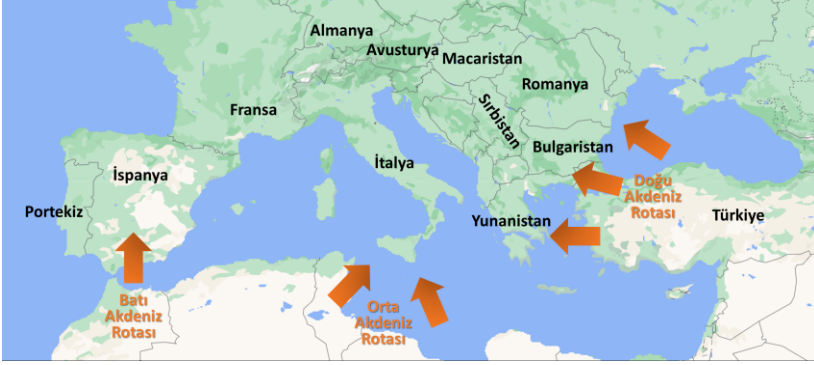 Almanya
Avusturya
Macaristan
Romanya
Fransa
Sırbistan
Bulgaristan
İtalya
İspanya
Doğu
Akdeniz
Rotası
Portekiz
Yunanistan
Türkiye
Batı
Akdeniz
Rotası
Orta
Akdeniz
Rotası